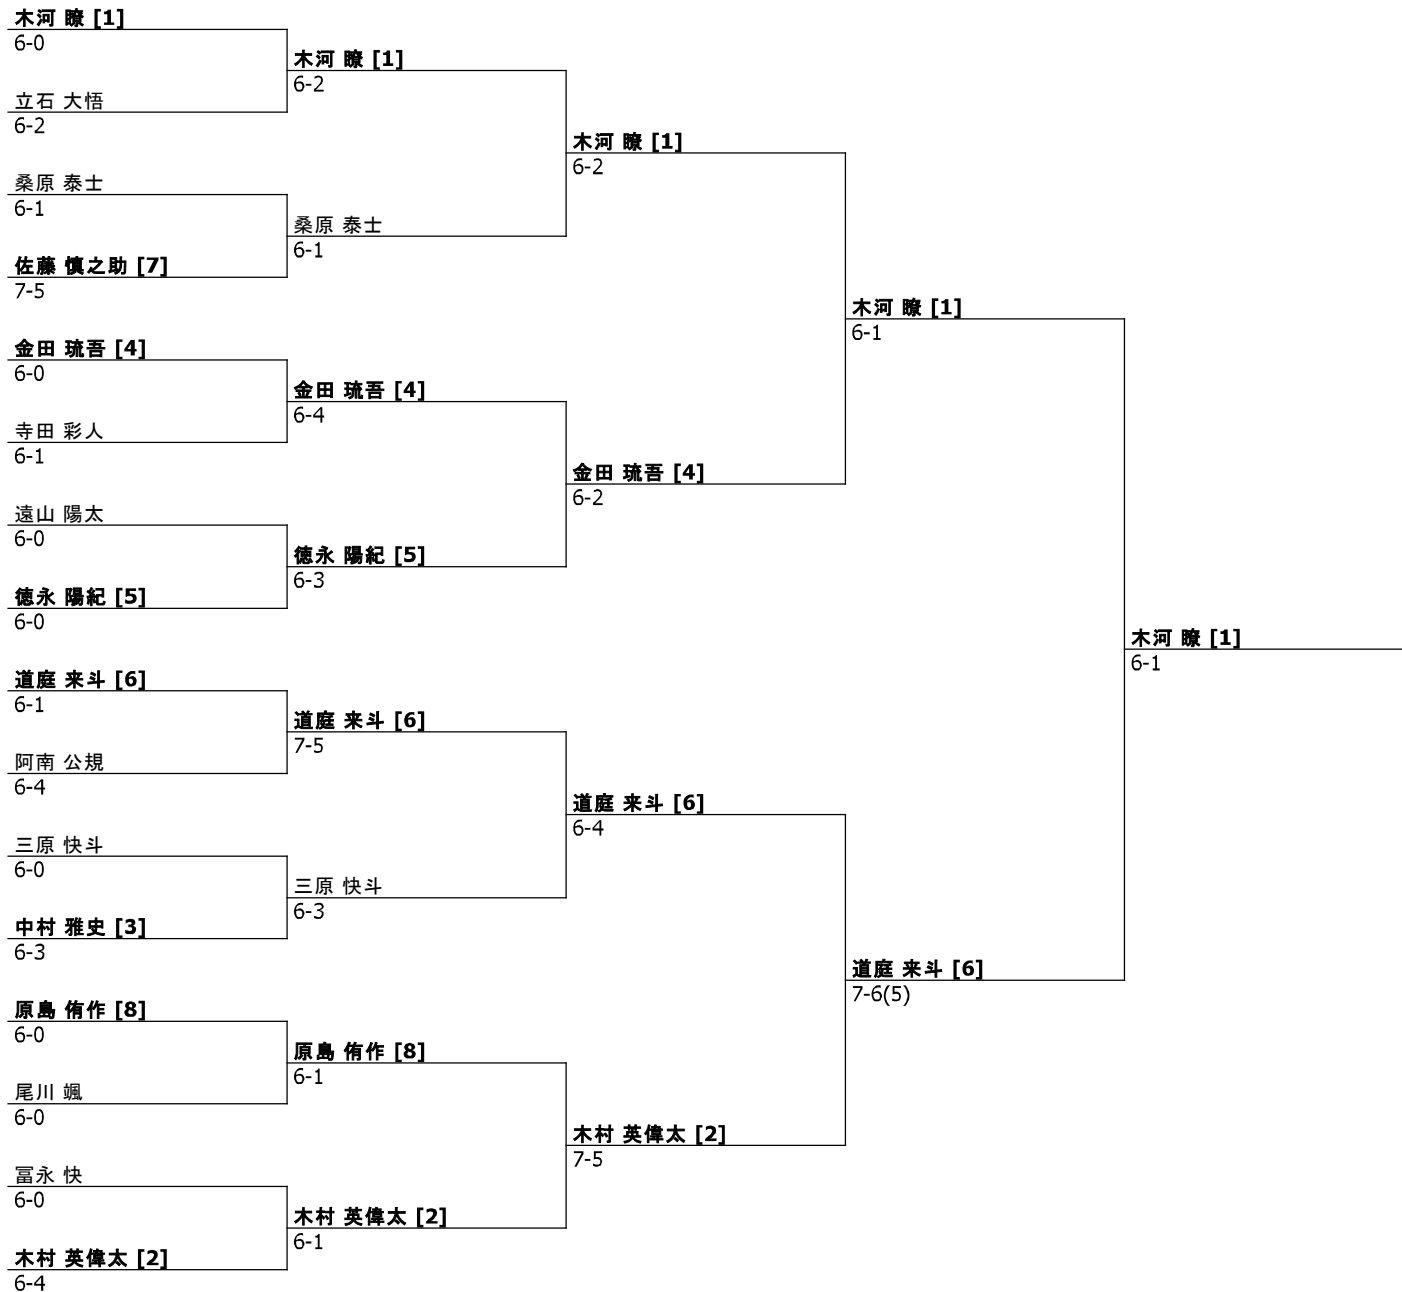 木河 瞭 [1]
6-0
立石 大悟
6-2
桑原 泰士
6-1
佐藤 慎之助 [7]
7-5
金田 琉吾 [4]
6-0
寺田 彩人
6-1
遠山 陽太
6-0
徳永 陽紀 [5]
6-0
道庭 来斗 [6]
6-1
阿南 公規
6-4
三原 快斗
6-0
中村 雅史 [3]
6-3
原島 侑作 [8]
6-0
尾川 颯
6-0
冨永 快
6-0
木村 英偉太 [2]
6-4
木河 瞭 [1]
6-2
桑原 泰士
6-1
金田 琉吾 [4]
6-4
徳永 陽紀 [5]
6-3
道庭 来斗 [6]
7-5
三原 快斗
6-3
原島 侑作 [8]
6-1
木村 英偉太 [2]
6-1
木河 瞭 [1]
6-2
金田 琉吾 [4]
6-2
道庭 来斗 [6]
6-4
木村 英偉太 [2]
7-5
木河 瞭 [1]
6-1
道庭 来斗 [6]
7-6(5)
木河 瞭 [1]
6-1